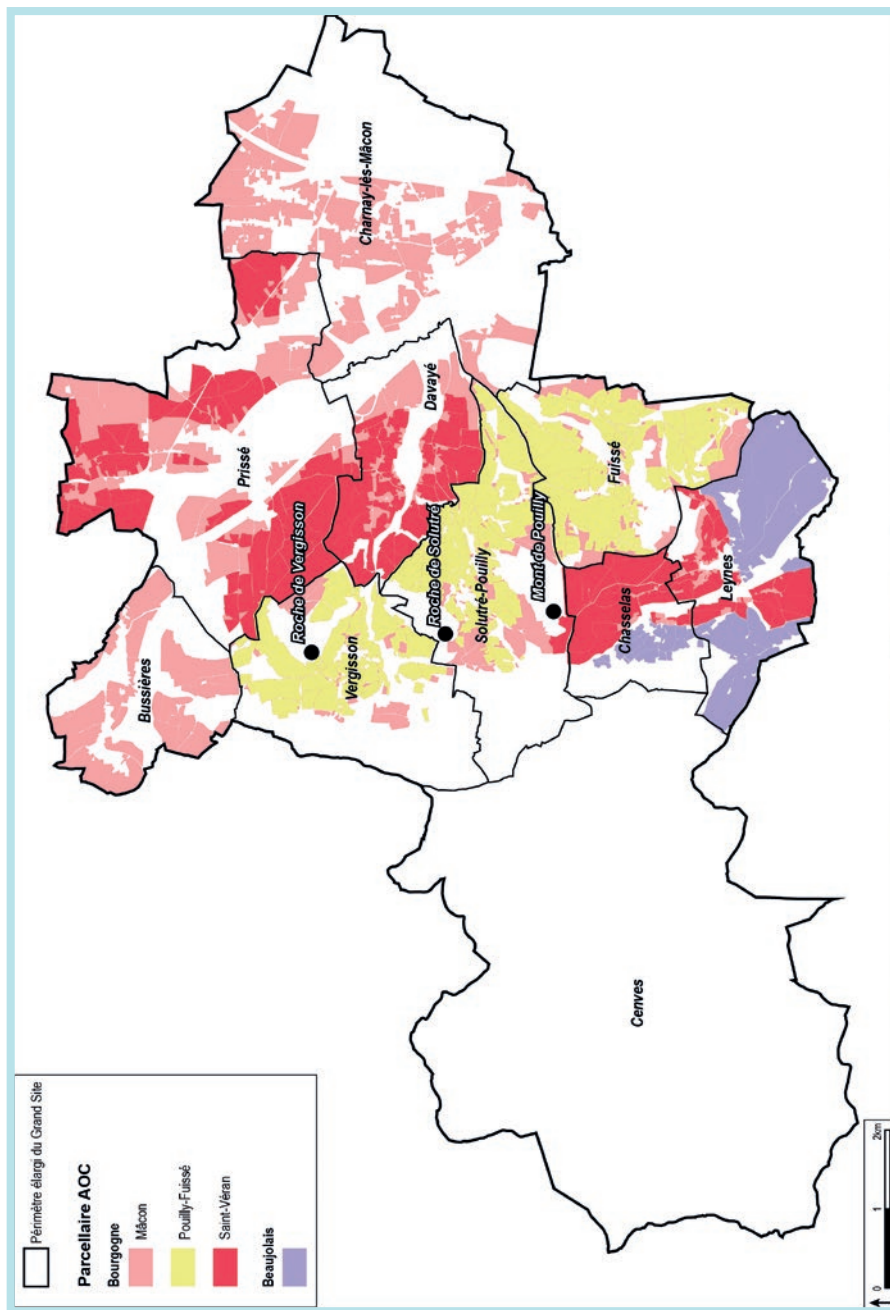 Périmètre élargi du Grand Site
Parcellaire AOC
Bourgogne
Mâcon
Pouilly-Fuissé
Saint-Véran
Beaujolais
0 1 2km
Cenves
Bussières
Vergisson
Roche de Vergisson
Prissé
Roche de Solutré
Solutré-Pouilly
Davayé
Charnay-lès-Mâcon
Mont de Pouilly
Fuissé
Chasselas
Leynes